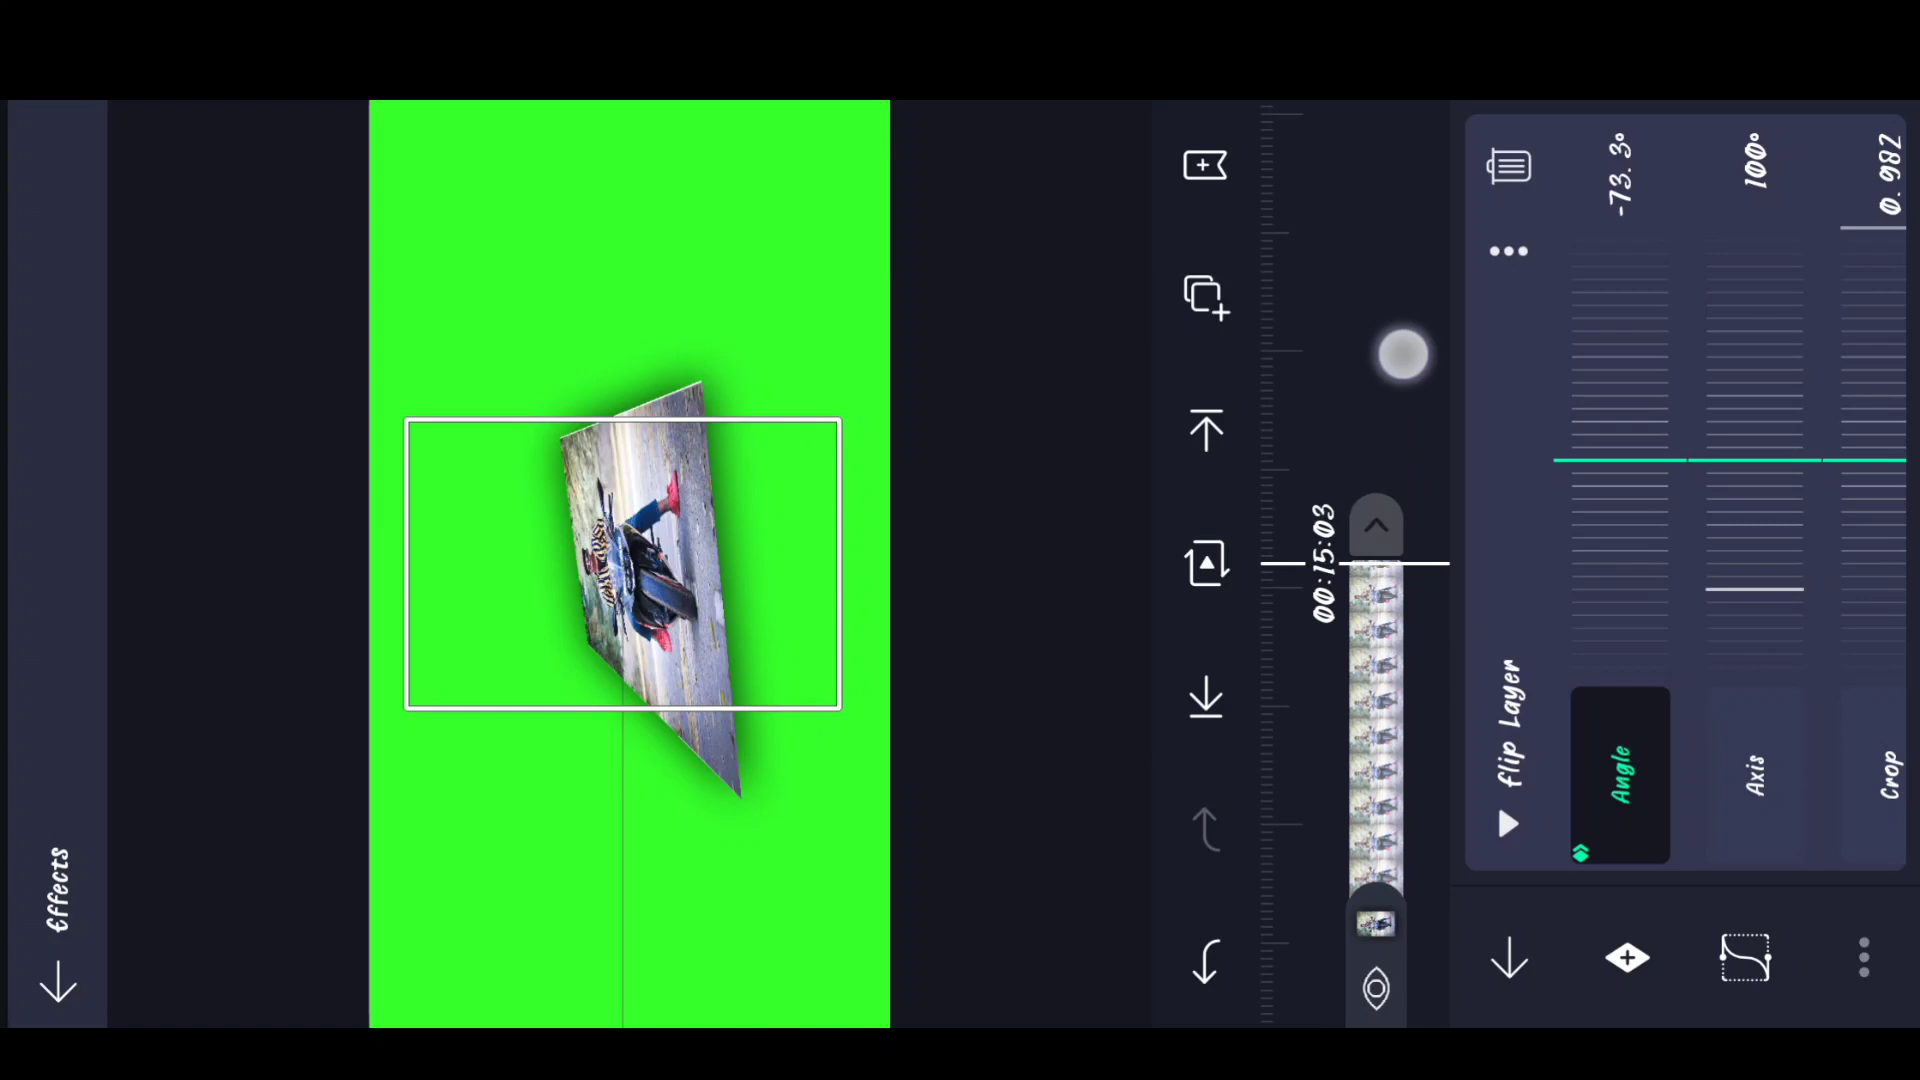 Effects
00:15:03
flip Layer
Angle
-73.3°
Axis
100°
Crop
0.982